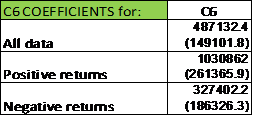 C6 COEFFICIENTS for: C6
487132.4
All data (149101.8)
1030862
Positive returns (261365.9)
327402.2
Negative returns (186326.3)